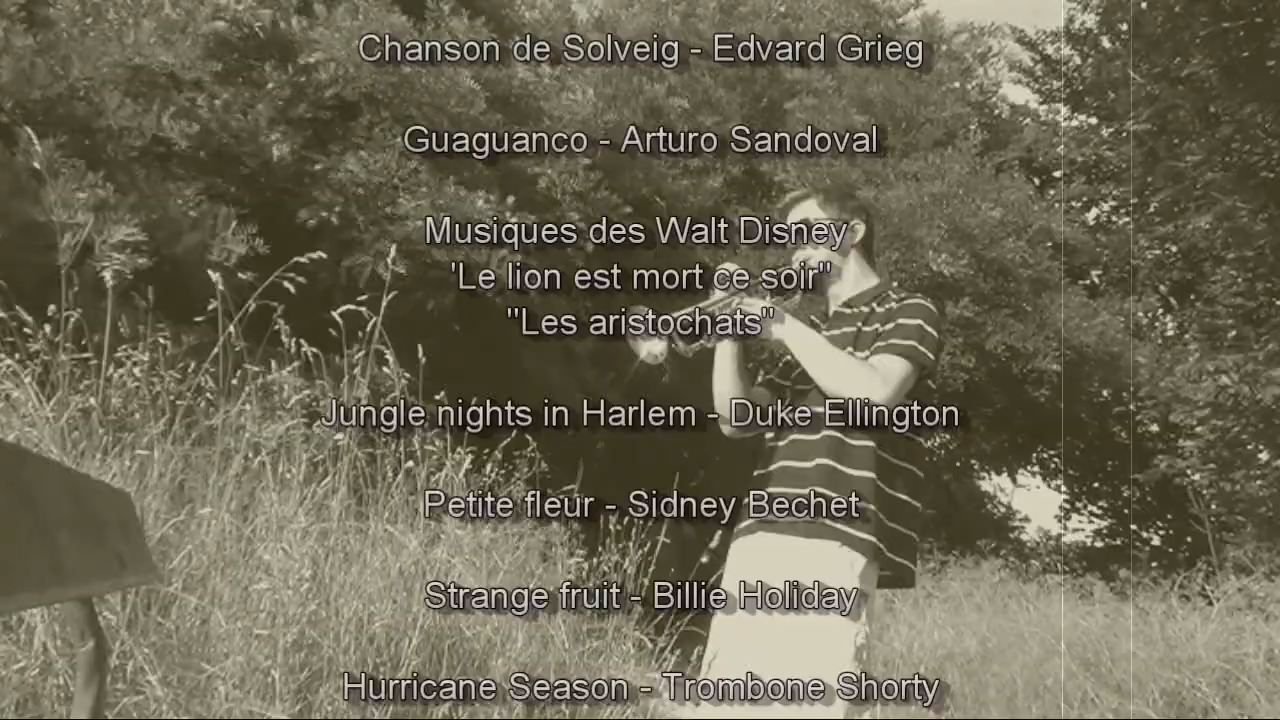 Chanson de Solveig - Edvard Grieg
Guaguanco - Arturo Sandoval
Musiques des Walt Disney
'Le lion est mort ce soir"
"Les aristochats"
Jungle nights in Harlem - Duke Ellington
Petite fleur - Sidney Bechet
Strange fruit - Billie Holiday
Hurricane Season - Trombone Shorty